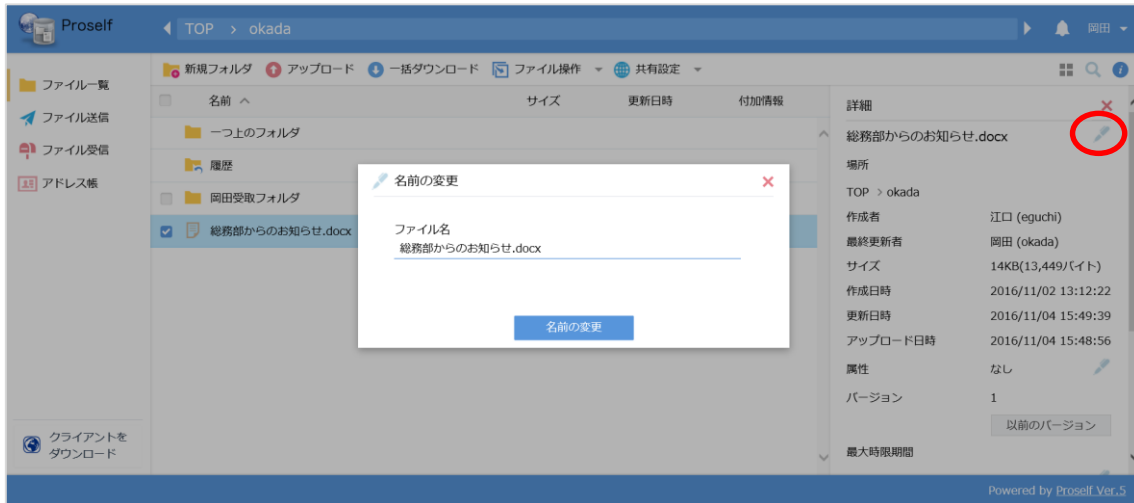 Proself
TOP > okada
岡田
新規フォルダ アップロード 一括ダウンロード ファイル操作 共有設定
ファイル一覧
ファイル送信
ファイル受信
アドレス帳
名前 サイズ 更新日時 付加情報
一つ上のフォルダ
履歴
岡田受取フォルダ
総務部からのお知らせ.docx
名前の変更
ファイル名
総務部からのお知らせ.docx
名前の変更
詳細
総務部からのお知らせ.docx
場所
TOP > okada
作成者 江口 (eguchi)
最終更新者 岡田 (okada)
サイズ 14KB(13,449バイト)
作成日時 2016/11/02 13:12:22
更新日時 2016/11/04 15:49:39
アップロード日時 2016/11/04 15:48:56
属性 なし
バージョン 1
以前のバージョン
最大時限期間
クライアントを
ダウンロード
Powered by Proself Ver.5